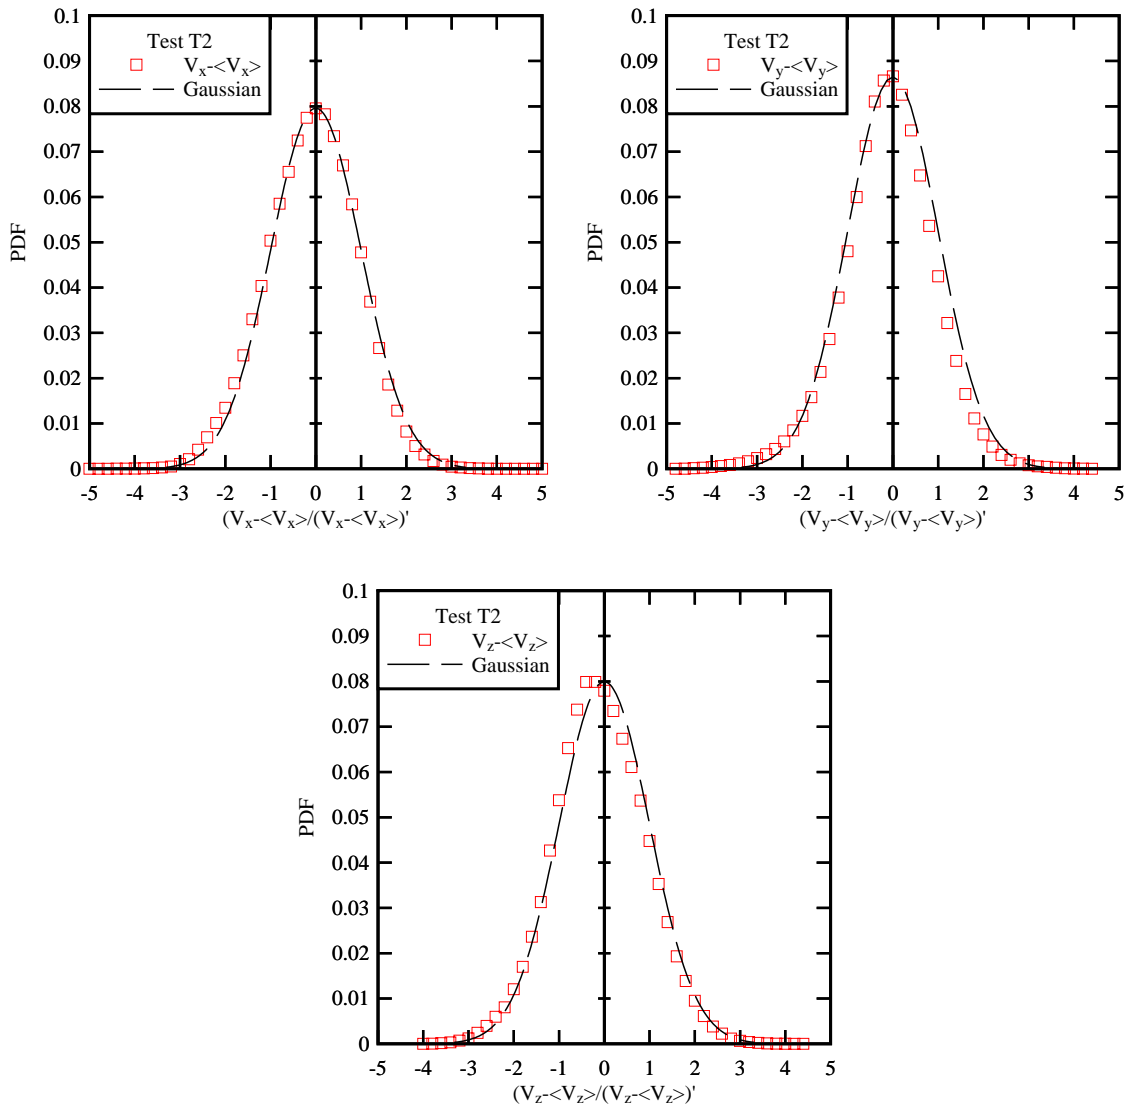 Test T2
Vx-<Vx>
Gaussian
PDF
0.1
0.09
0.08
0.07
0.06
0.05
0.04
0.03
0.02
0.01
0
-5 -4 -3 -2 -1 0 1 2 3 4 5
(Vx-<Vx>/(Vx-<Vx>)'
Test T2
Vy-<Vy>
Gaussian
PDF
0.1
0.09
0.08
0.07
0.06
0.05
0.04
0.03
0.02
0.01
0
-5 -4 -3 -2 -1 0 1 2 3 4 5
(Vy-<Vy>/(Vy-<Vy>)'
Test T2
Vz-<Vz>
Gaussian
PDF
0.1
0.09
0.08
0.07
0.06
0.05
0.04
0.03
0.02
0.01
0
-5 -4 -3 -2 -1 0 1 2 3 4 5
(Vz-<Vz>/(Vz-<Vz>)'